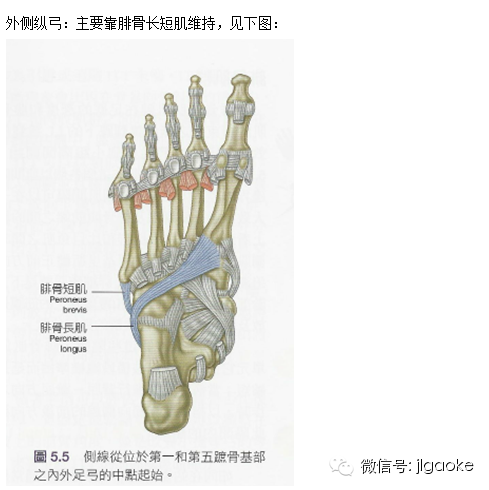 外侧纵弓：主要靠腓骨长短肌维持，见下图：
腓骨短肌
Peroneus
brevis
腓骨長肌
Peroneus
longus
圖 5.5 側線從位於第一和第五蹠骨基部
之內外足弓的中點起始。
微信号: jlgaoke